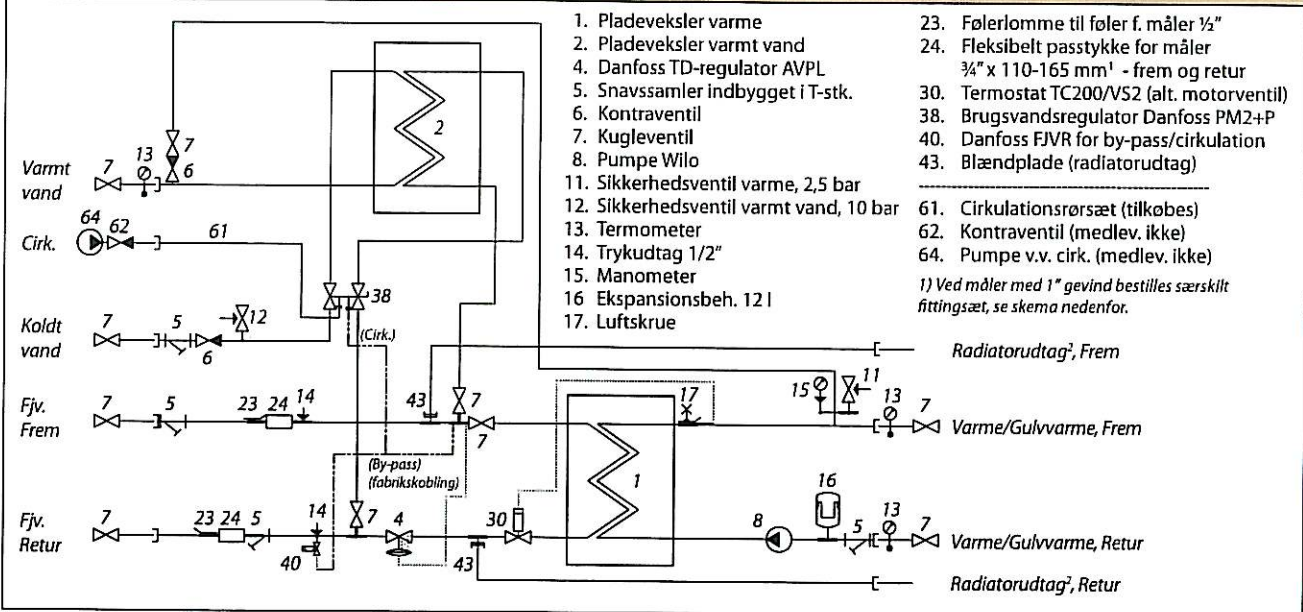 1. Pladeveksler varme
2. Pladeveksler varmt vand
4. Danfoss TD-regulator AVPL
5. Snavssamler indbygget i T-stk.
6. Kontraventil
7. Kugleventil
8. Pumpe Wilo
11. Sikkerhedsventil varme, 2,5 bar
12. Sikkerhedsventil varmt vand, 10 bar
13. Termometer
14. Trykudtag 1/2"
15. Manometer
16 Ekspansionsbeh. 12 l
17. Luftskrue
23. Følerlomme til føler f. måler ½"
24. Fleksibelt passtykke for måler
¾" x 110-165 mm¹ - frem og retur
30. Termostat TC200/VS2 (alt. motorventil)
38. Brugsvandsregulator Danfoss PM2+P
40. Danfoss FJVR for by-pass/cirkulation
43. Blændplade (radiatorudtag)
61. Cirkulationsrørsæt (tilkøbes)
62. Kontraventil (medlev. ikke)
64. Pumpe v.v. cirk. (medlev. ikke)
1) Ved måler med 1" gevind bestilles særskilt
fittingsæt, se skema nedenfor.
2
7
Varmt
vand
7 13
6
64 62
Cirk.
61
38
12
Koldt
vand
7 5
6
(Cirk.)
Radiatorudtag², Frem
Fjv.
Frem
7 5 23 24 14
43 7
7
17
15 11
13 7
Varme/Gulvvarme, Frem
(By-pass)
(fabrikskobling)
1
Fjv.
Retur
7 23 24 5 14
40
7 4
30
43
8
16
5 13 7
Varme/Gulvvarme, Retur
Radiatorudtag², Retur